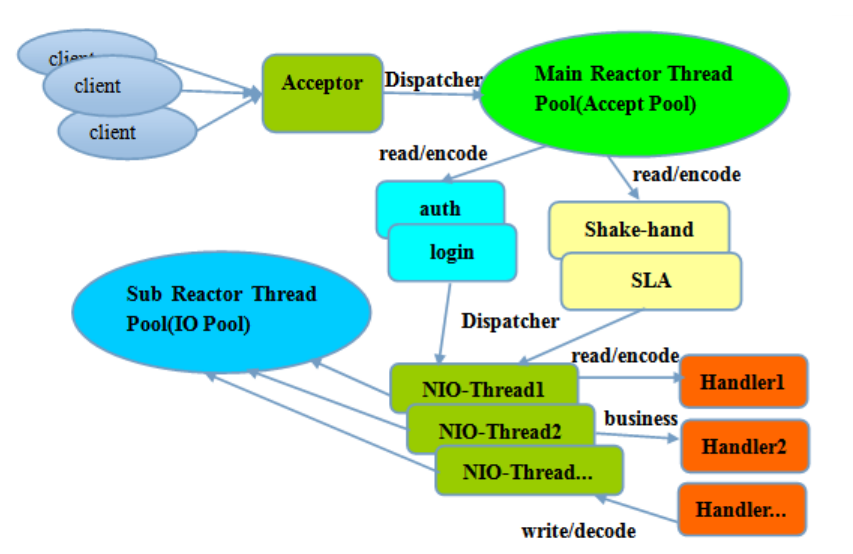 client
client
client
Acceptor
Dispatcher
Main Reactor Thread
Pool(Accept Pool)
read/encode
read/encode
auth
login
Shake-hand
SLA
Sub Reactor Thread
Pool(IO Pool)
Dispatcher
read/encode
NIO-Thread1
Handler1
business
NIO-Thread2
Handler2
NIO-Thread...
Handler...
write/decode